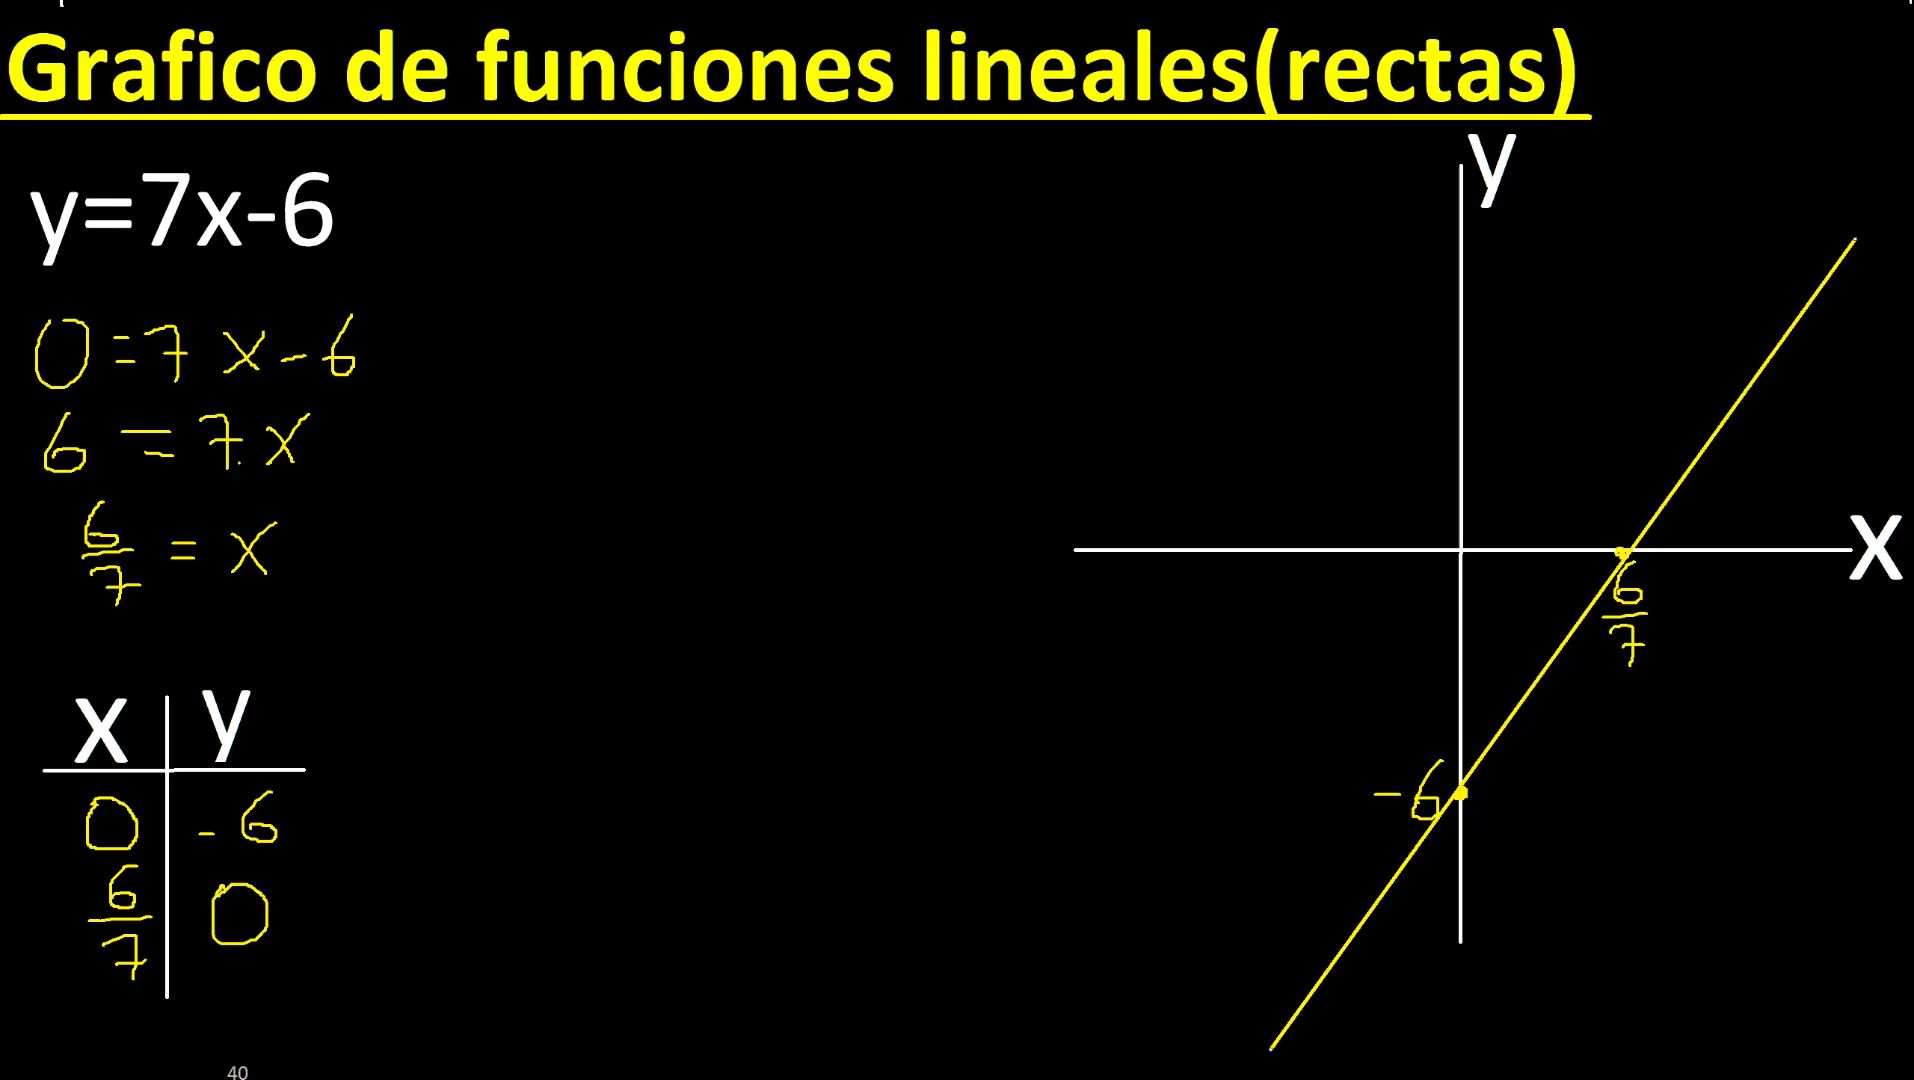 Grafico de funciones lineales(rectas)
y=7x-6
0=7x-6
6=7.x
6/7=x
x y
0 -6
6/7 0
y
x
6/7
-6
40